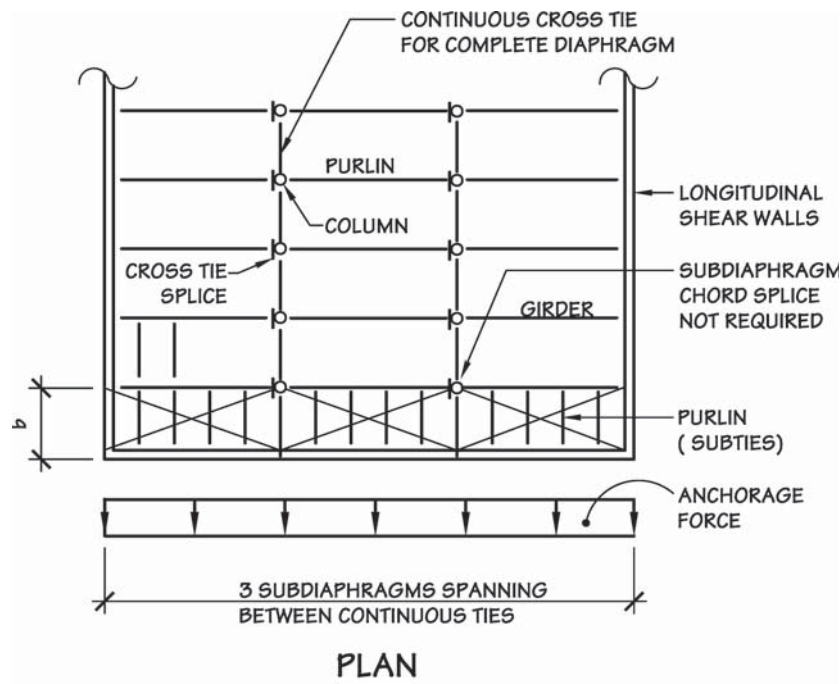 CONTINUOUS CROSS TIE
FOR COMPLETE DIAPHRAGM
PURLIN
COLUMN
LONGITUDINAL
SHEAR WALLS
CROSS TIE
SPLICE
SUBDIAPHRAGM
CHORD SPLICE
NOT REQUIRED
GIRDER
b
PURLIN
( SUBTIES)
ANCHORAGE
FORCE
3 SUBDIAPHRAGMS SPANNING
BETWEEN CONTINUOUS TIES
PLAN